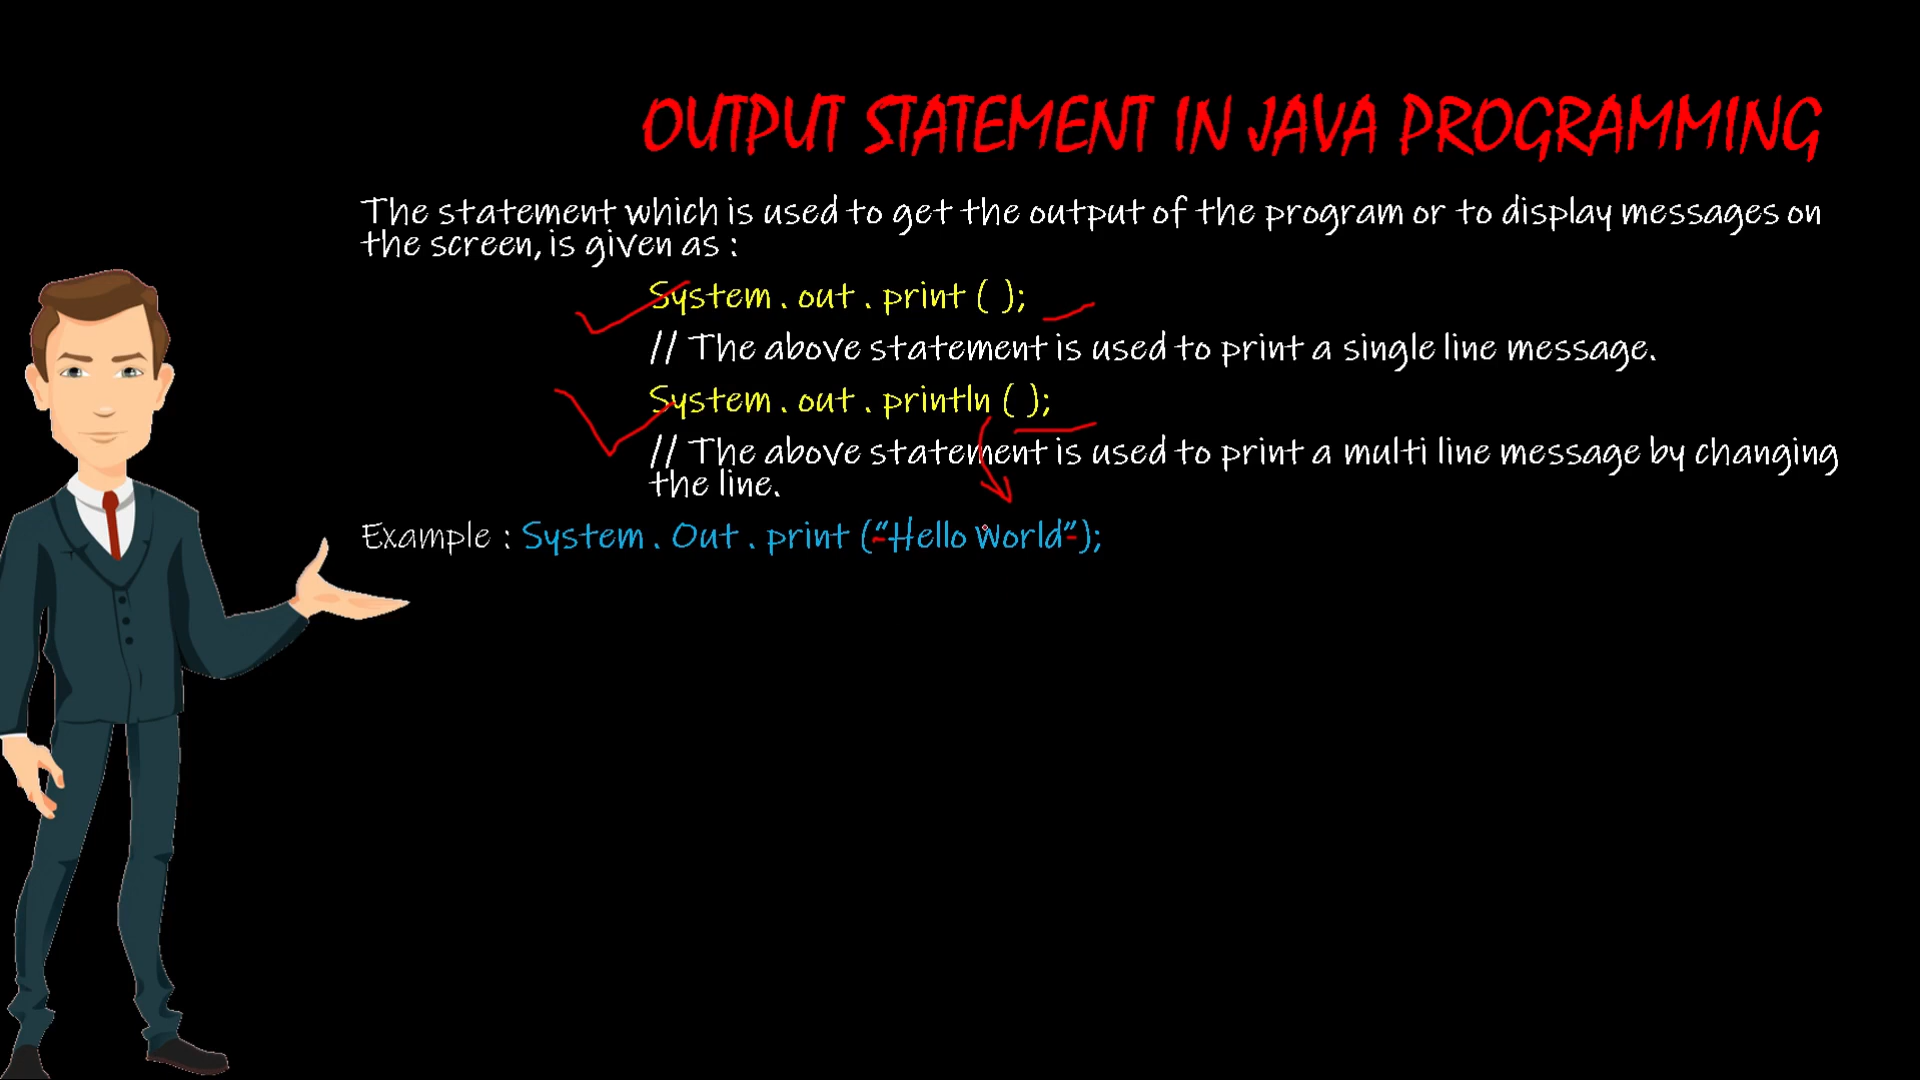 OUTPUT STATEMENT IN JAVA PROGRAMMING
The statement which is used to get the output of the program or to display messages on
the screen, is given as :
System . out . print ( );
// The above statement is used to print a single line message.
System . out . println ( );
// The above statement is used to print a multi line message by changing
the line.
Example : System . Out . print (“Hello World”);